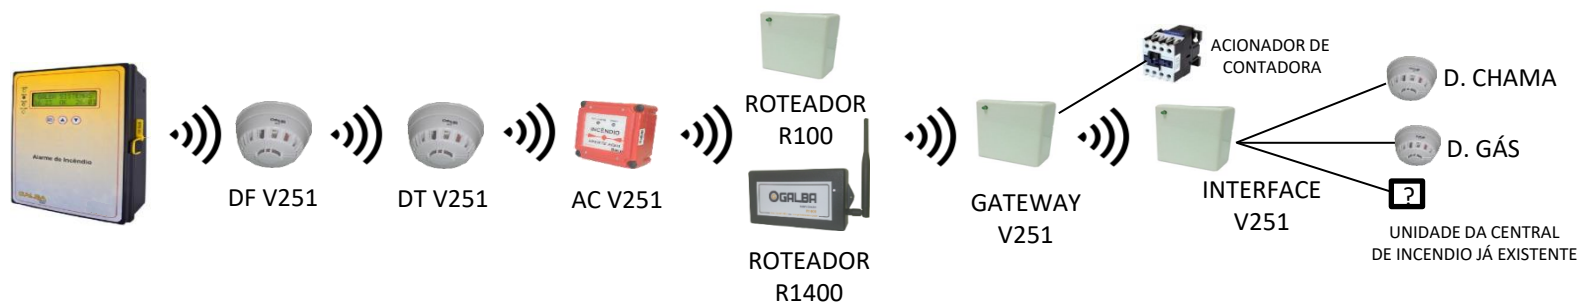 Alarme de Incêndio
GALBA
DF V251
DT V251
INCÊNDIO
AC V251
ROTEADOR
R100
GALBA
ROTEADOR
R1400
GATEWAY
V251
ACIONADOR DE
CONTADORA
INTERFACE
V251
D. CHAMA
D. GÁS
?
UNIDADE DA CENTRAL
DE INCENDIO JÁ EXISTENTE